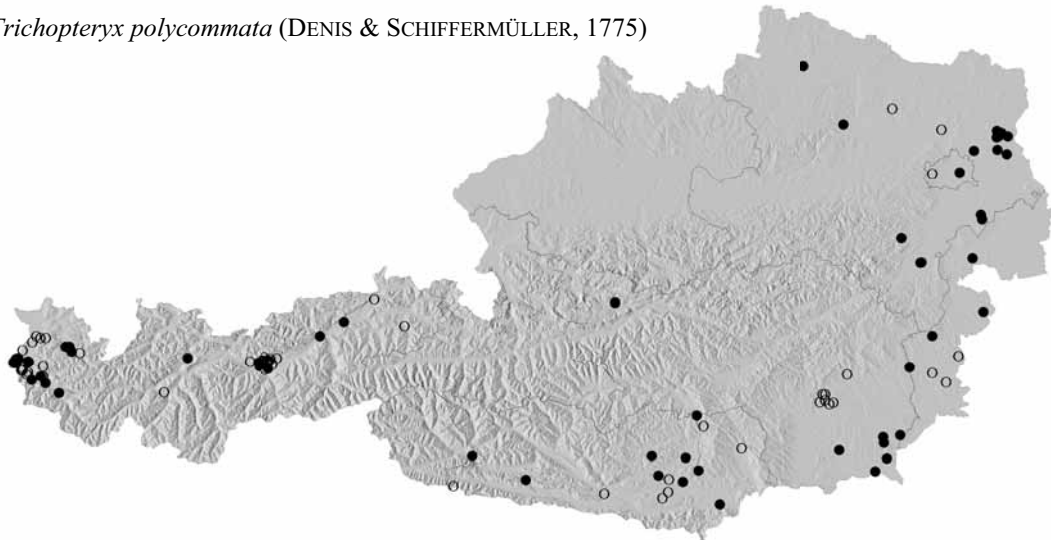 Trichopteryx polycommata (DENIS & SCHIFFERMÜLLER, 1775)